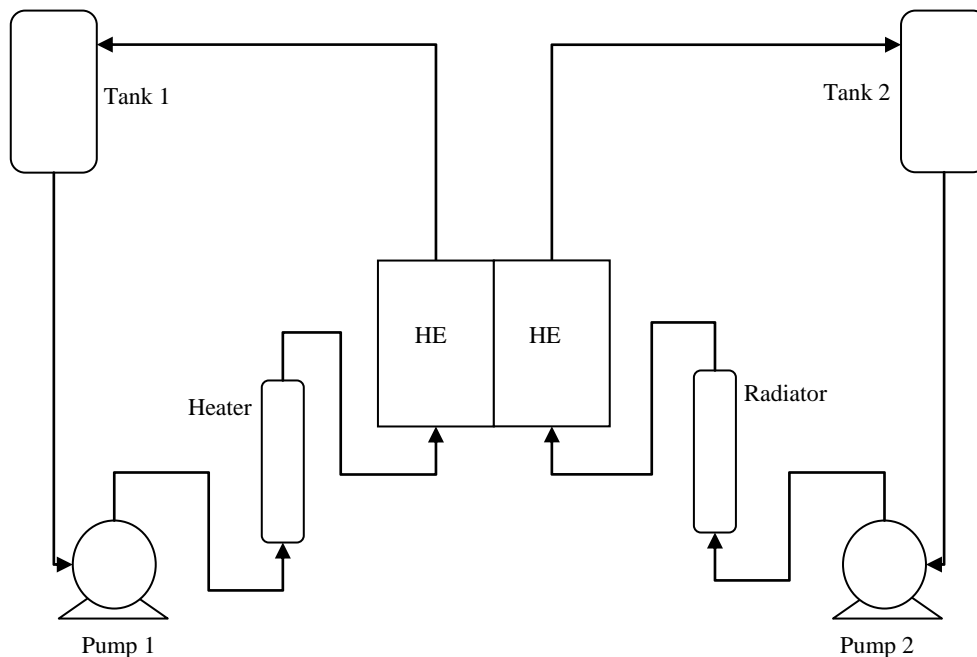 Tank 1
Tank 2
HE
HE
Heater
Radiator
Pump 1
Pump 2